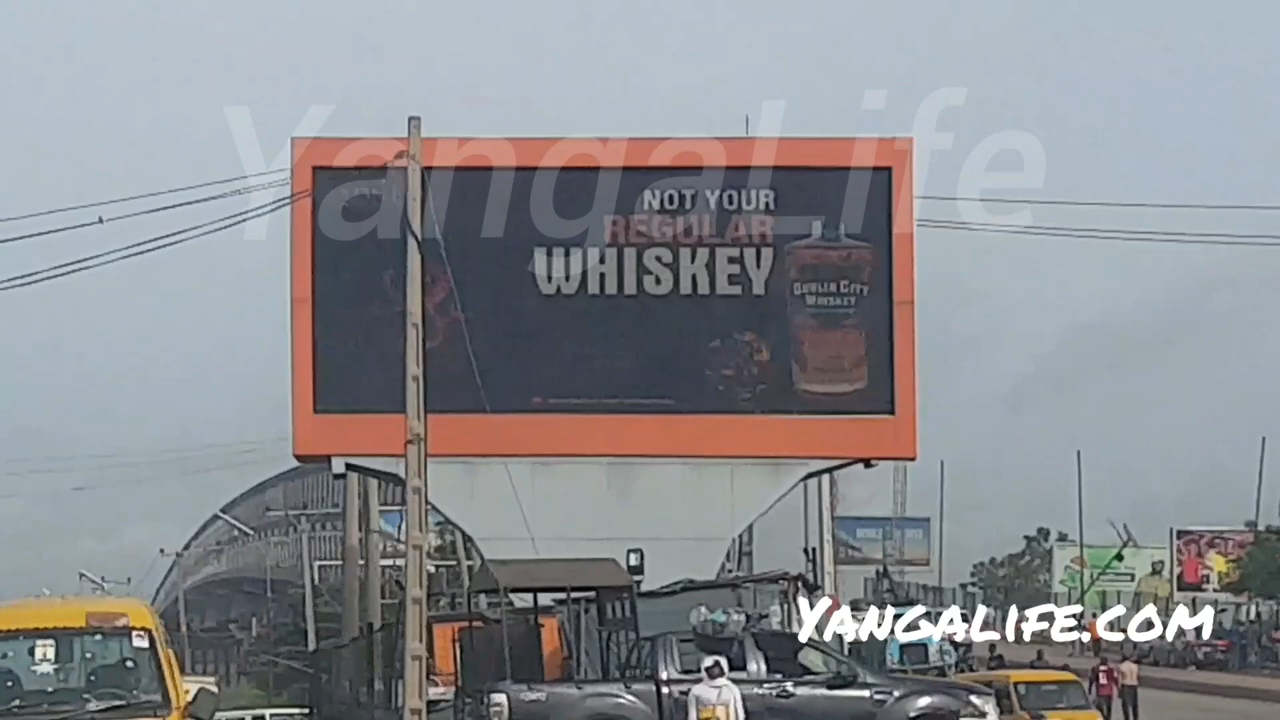 YangaLife
NOT YOUR
REGULAR
WHISKEY
DUBLIN CITY
WHISKEY
YANGALIFE.COM